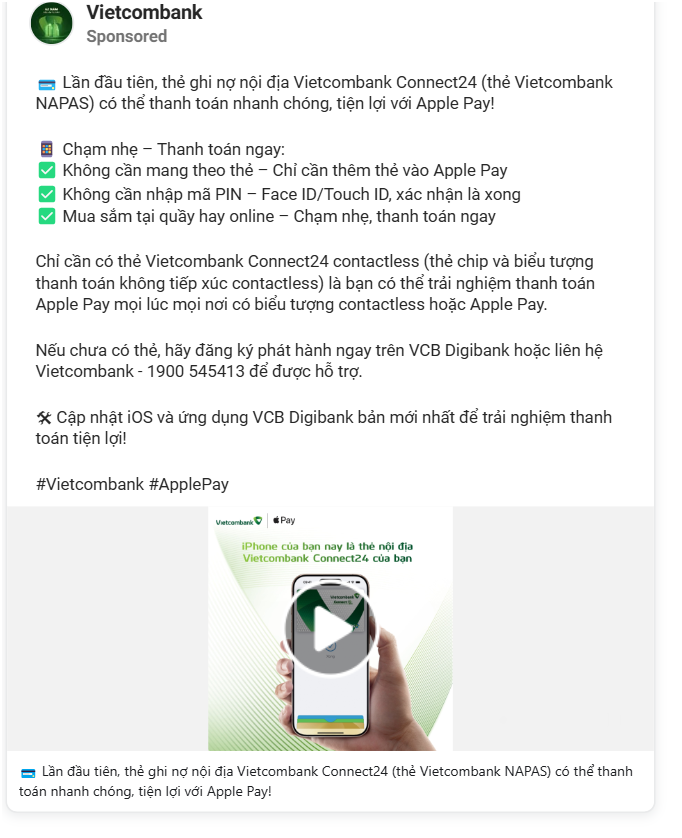 Vietcombank
Sponsored
💳 Lần đầu tiên, thẻ ghi nợ nội địa Vietcombank Connect24 (thẻ Vietcombank
NAPAS) có thể thanh toán nhanh chóng, tiện lợi với Apple Pay!
📱 Chạm nhẹ – Thanh toán ngay:
✅ Không cần mang theo thẻ – Chỉ cần thêm thẻ vào Apple Pay
✅ Không cần nhập mã PIN – Face ID/Touch ID, xác nhận là xong
✅ Mua sắm tại quầy hay online – Chạm nhẹ, thanh toán ngay
Chỉ cần có thẻ Vietcombank Connect24 contactless (thẻ chip và biểu tượng
thanh toán không tiếp xúc contactless) là bạn có thể trải nghiệm thanh toán
Apple Pay mọi lúc mọi nơi có biểu tượng contactless hoặc Apple Pay.
Nếu chưa có thẻ, hãy đăng ký phát hành ngay trên VCB Digibank hoặc liên hệ
Vietcombank - 1900 545413 để được hỗ trợ.
🛠 Cập nhật iOS và ứng dụng VCB Digibank bản mới nhất để trải nghiệm thanh
toán tiện lợi!
#Vietcombank #ApplePay
Vietcombank | Pay
iPhone của bạn nay là thẻ nội địa
Vietcombank Connect24 của bạn
Vietcombank
Connect
💳 Lần đầu tiên, thẻ ghi nợ nội địa Vietcombank Connect24 (thẻ Vietcombank NAPAS) có thể thanh
toán nhanh chóng, tiện lợi với Apple Pay!